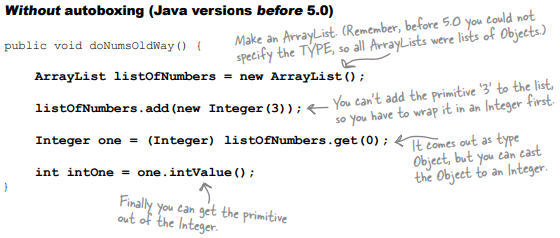 Without autoboxing (Java versions before 5.0)
Make an ArrayList. (Remember, before 5.0 you could not
specify the TYPE, so all ArrayLists were lists of Objects.)
public void doNumsOldWay() {
ArrayList listOfNumbers = new ArrayList();
listOfNumbers.add(new Integer(3));
You can't add the primitive '3' to the list,
so you have to wrap it in an Integer first.
Integer one = (Integer) listOfNumbers.get(0);
It comes out as type
Object, but you can cast
the Object to an Integer.
int intOne = one.intValue();
}
Finally you can get the primitive
out of the Integer.